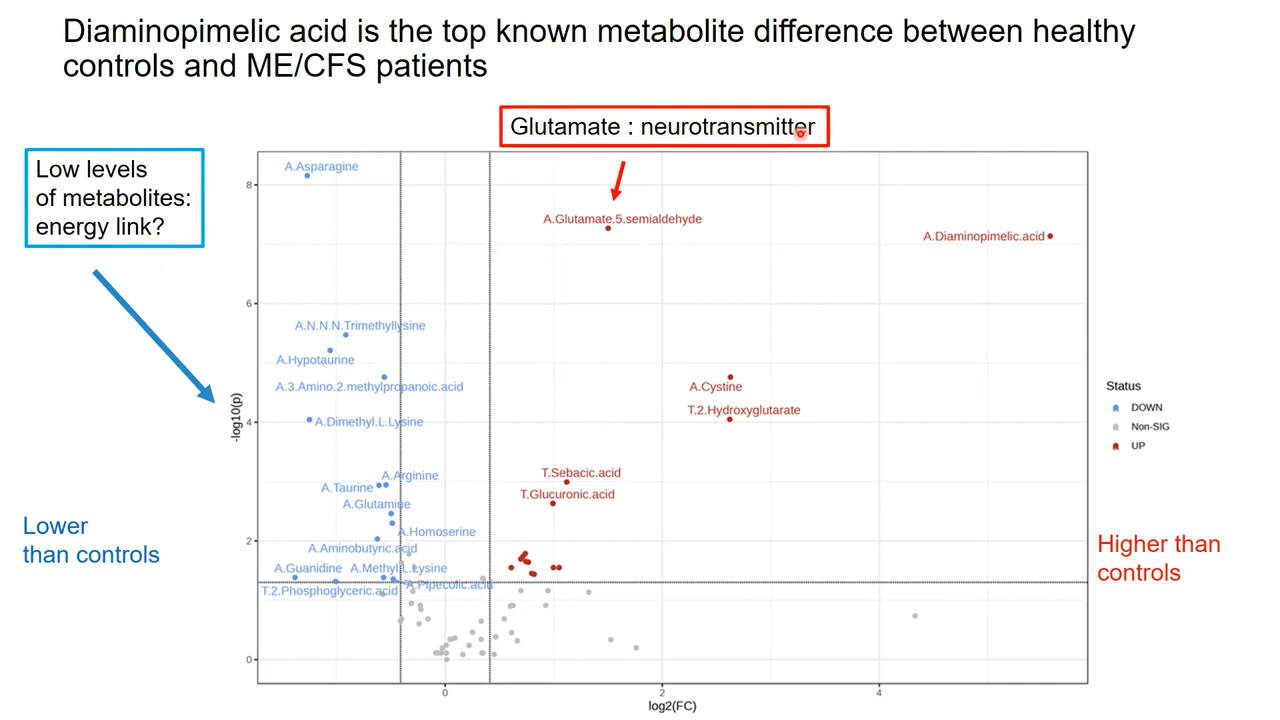 Diaminopimelic acid is the top known metabolite difference between healthy
controls and ME/CFS patients
Glutamate : neurotransmitter
Low levels
of metabolites:
energy link?
A.Asparagine
A.Glutamate.5.semialdehyde
A.Diaminopimelic.acid
A.N.N.N.Trimethyllysine
A.Hypotaurine
A.3.Amino.2.methylpropanoic.acid
A.Cystine
T.2.Hydroxyglutarate
A.Dimethyl.L.Lysine
T.Sebacic.acid
A.Arginine
A.Taurine
T.Glucuronic.acid
A.Glutamine
A.Homoserine
A.Aminobutyric.acid
A.Guanidine
A.Methyl.L.Lysine
A.Pipecolic.acid
T.2.Phosphoglyceric.acid
8
6
4
2
0
-log10(p)
0
2
4
log2(FC)
Status
DOWN
Non-SIG
UP
Lower
than controls
Higher than
controls